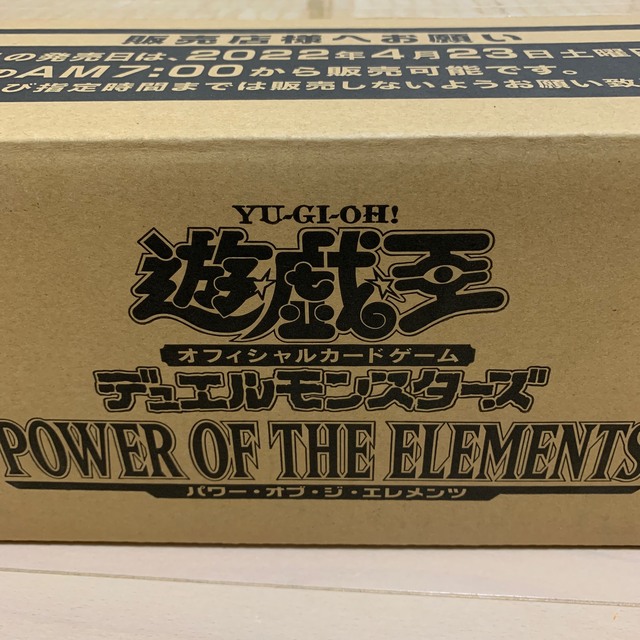 販売店様へお願い
の発売日は、2022年4月23日土曜
AM7:00から販売可能です。
び指定時間までは販売しないようお願い致
YU-GI-OH!
遊☆戯☆王
オフィシャルカードゲーム
デュエルモンスターズ
POWER OF THE ELEMENTS
パワー・オブ・ジ・エレメンツ